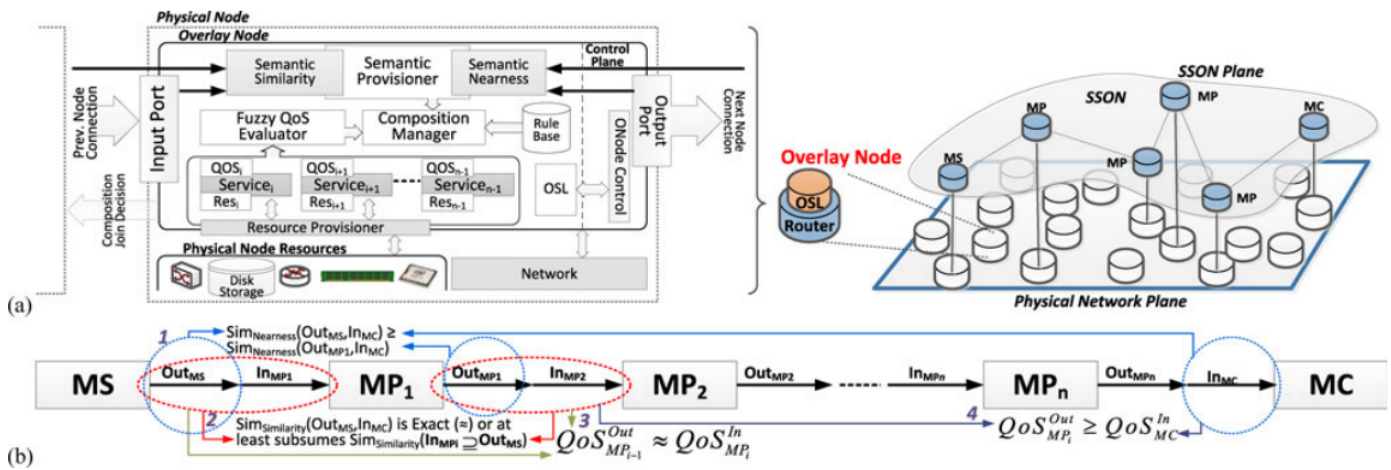 Physical Node
Overlay Node
Control
Plane
Semantic
Similarity
Semantic
Provisioner
Semantic
Nearness
Prev. Node
Connection
Input Port
Fuzzy QoS
Evaluator
Composition
Manager
Rule
Base
Output
Port
Next Node
Connection
QOSi
QOSi+1
QOSn-1
Servicei
Servicei+1
Servicen-1
Resi
Resi+1
Resn-1
OSL
ONode Control
Composition
Join Decision
Resource Provisioner
Physical Node Resources
Disk
Storage
Network
(a)
SSON Plane
SSON
MP
MP
MC
MS
MP
MP
Overlay Node
OSL
Router
Physical Network Plane
1
SimNearness(OutMS,InMC) ≥
SimNearness(OutMP1,InMC)
MS
OutMS
InMP1
MP1
OutMP1
InMP2
MP2
OutMP2
InMPn
MPn
OutMPn
InMC
MC
2
SimSimilarity(OutMS,InMC) is Exact (≈) or at
least subsumes SimSimilarity(InMPi ⊇OutMS)
3
QoS^Out_MPi-1 ≈ QoS^In_MPi
4
QoS^Out_MPi ≥ QoS^In_MC
(b)